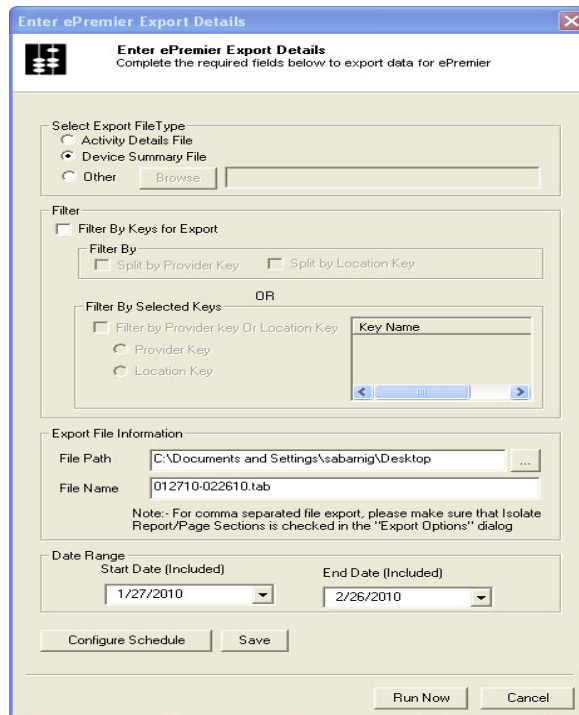 Enter ePremier Export Details
Enter ePremier Export Details
Complete the required fields below to export data for ePremier
Select Export FileType
Activity Details File
Device Summary File
Other Browse
Filter
Filter By Keys for Export
Filter By
Split by Provider Key Split by Location Key
OR
Filter By Selected Keys
Filter by Provider key Or Location Key
Key Name
Provider Key
Location Key
Export File Information
File Path C:\Documents and Settings\sabarnig\Desktop ...
File Name 012710-022610.tab
Note:- For comma separated file export, please make sure that Isolate
Report/Page Sections is checked in the "Export Options" dialog
Date Range
Start Date (Included) End Date (Included)
1/27/2010 2/26/2010
Configure Schedule Save
Run Now Cancel